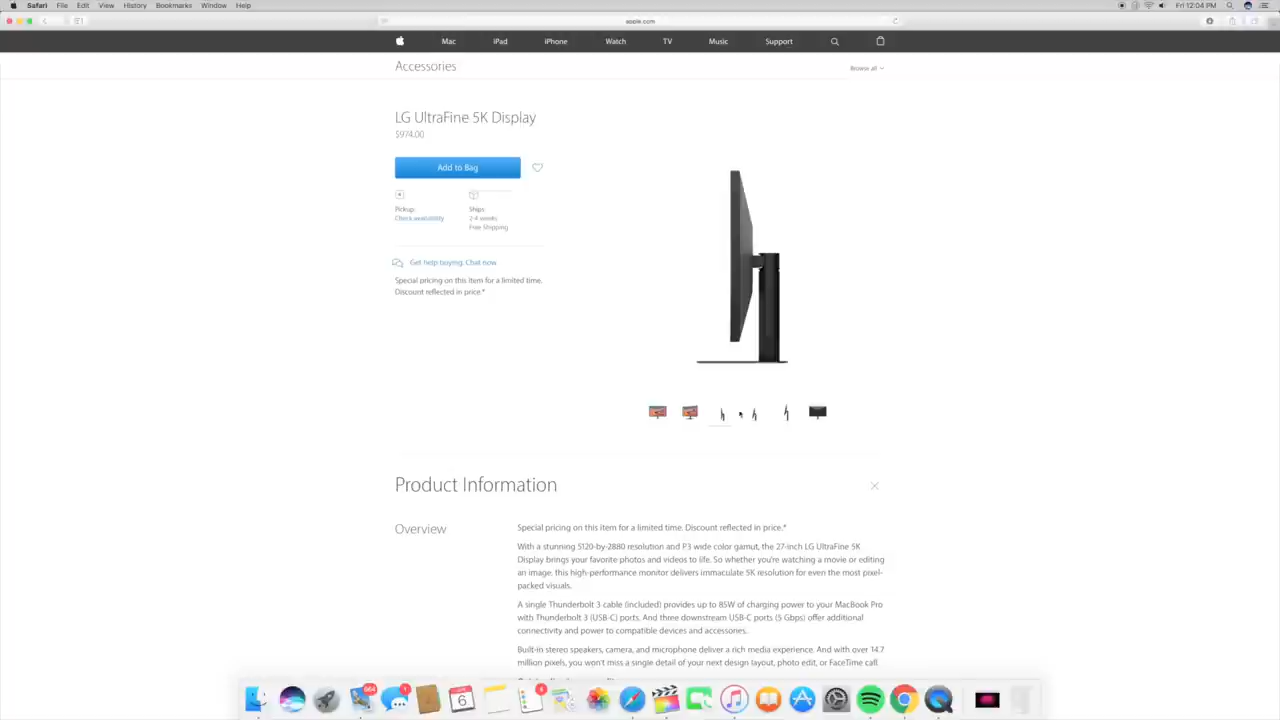 Safari File Edit View History Bookmarks Window Help
Fri 12:04 PM
apple.com
Mac iPad iPhone Watch TV Music Support
Accessories
Browse all
LG UltraFine 5K Display
$974.00
Add to Bag
Pickup:
Check availability
Ships:
2-4 weeks
Free Shipping
Get help buying. Chat now
Special pricing on this item for a limited time.
Discount reflected in price.*
Product Information
Overview
Special pricing on this item for a limited time. Discount reflected in price.*
With a stunning 5120-by-2880 resolution and P3 wide color gamut, the 27-inch LG UltraFine 5K
Display brings your favorite photos and videos to life. So whether you're watching a movie or editing
an image, this high-performance monitor delivers immaculate 5K resolution for even the most pixel-
packed visuals.
A single Thunderbolt 3 cable (included) provides up to 85W of charging power to your MacBook Pro
with Thunderbolt 3 (USB-C) ports. And three downstream USB-C ports (5 Gbps) offer additional
connectivity and power to compatible devices and accessories.
Built-in stereo speakers, camera, and microphone deliver a rich media experience. And with over 14.7
million pixels, you won't miss a single detail of your next design layout, photo edit, or FaceTime call.
6